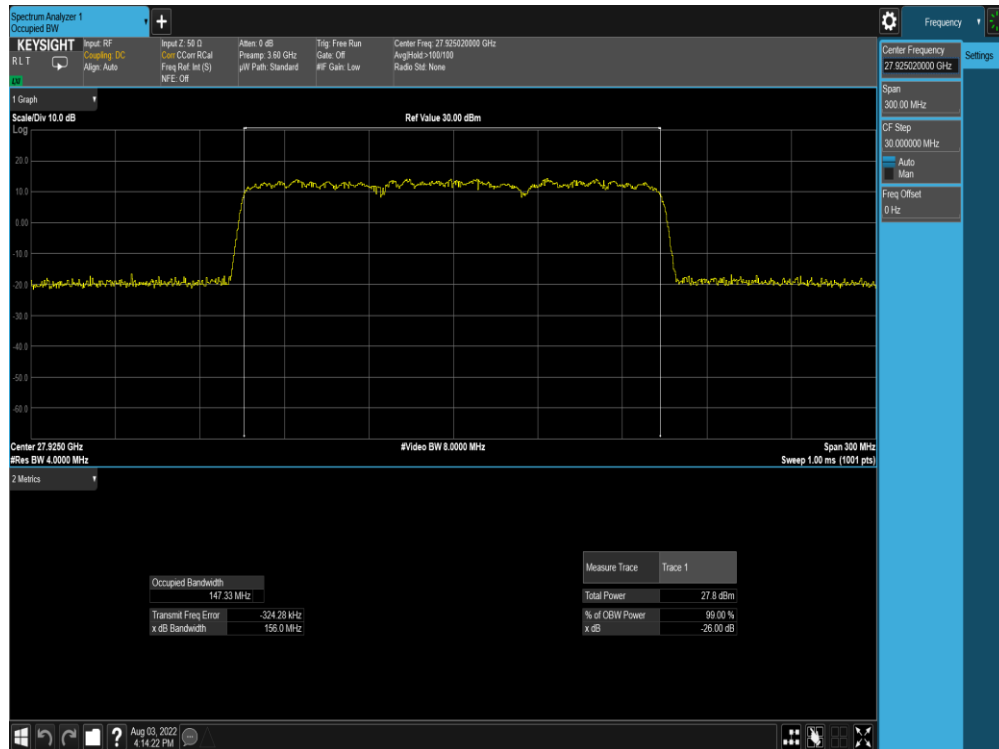 Spectrum Analyzer 1
Occupied BW
+
Frequency
KEYSIGHT
R L T
LW
Input: RF
Coupling: DC
Align: Auto
Input Z: 50 Ω
Corr CCorr RCal
Freq Ref: Int (S)
NFE: Off
Atten: 0 dB
Preamp: 3.60 GHz
µW Path: Standard
Trig: Free Run
Gate: Off
#IF Gain: Low
Center Freq: 27.925020000 GHz
Avg|Hold:>100/100
Radio Std: None
Center Frequency
27.925020000 GHz
Settings
Span
300.00 MHz
CF Step
30.000000 MHz
Auto
Man
Freq Offset
0 Hz
1 Graph
Scale/Div 10.0 dB
Ref Value 30.00 dBm
Log
20.0
10.0
0.00
-10.0
-20.0
-30.0
-40.0
-50.0
-60.0
Center 27.9250 GHz
#Video BW 8.0000 MHz
Span 300 MHz
#Res BW 4.0000 MHz
Sweep 1.00 ms (1001 pts)
2 Metrics
Occupied Bandwidth
147.33 MHz
Transmit Freq Error -324.28 kHz
x dB Bandwidth 156.0 MHz
Measure Trace Trace 1
Total Power 27.8 dBm
% of OBW Power 99.00 %
x dB -26.00 dB
?
Aug 03, 2022
4:14:22 PM